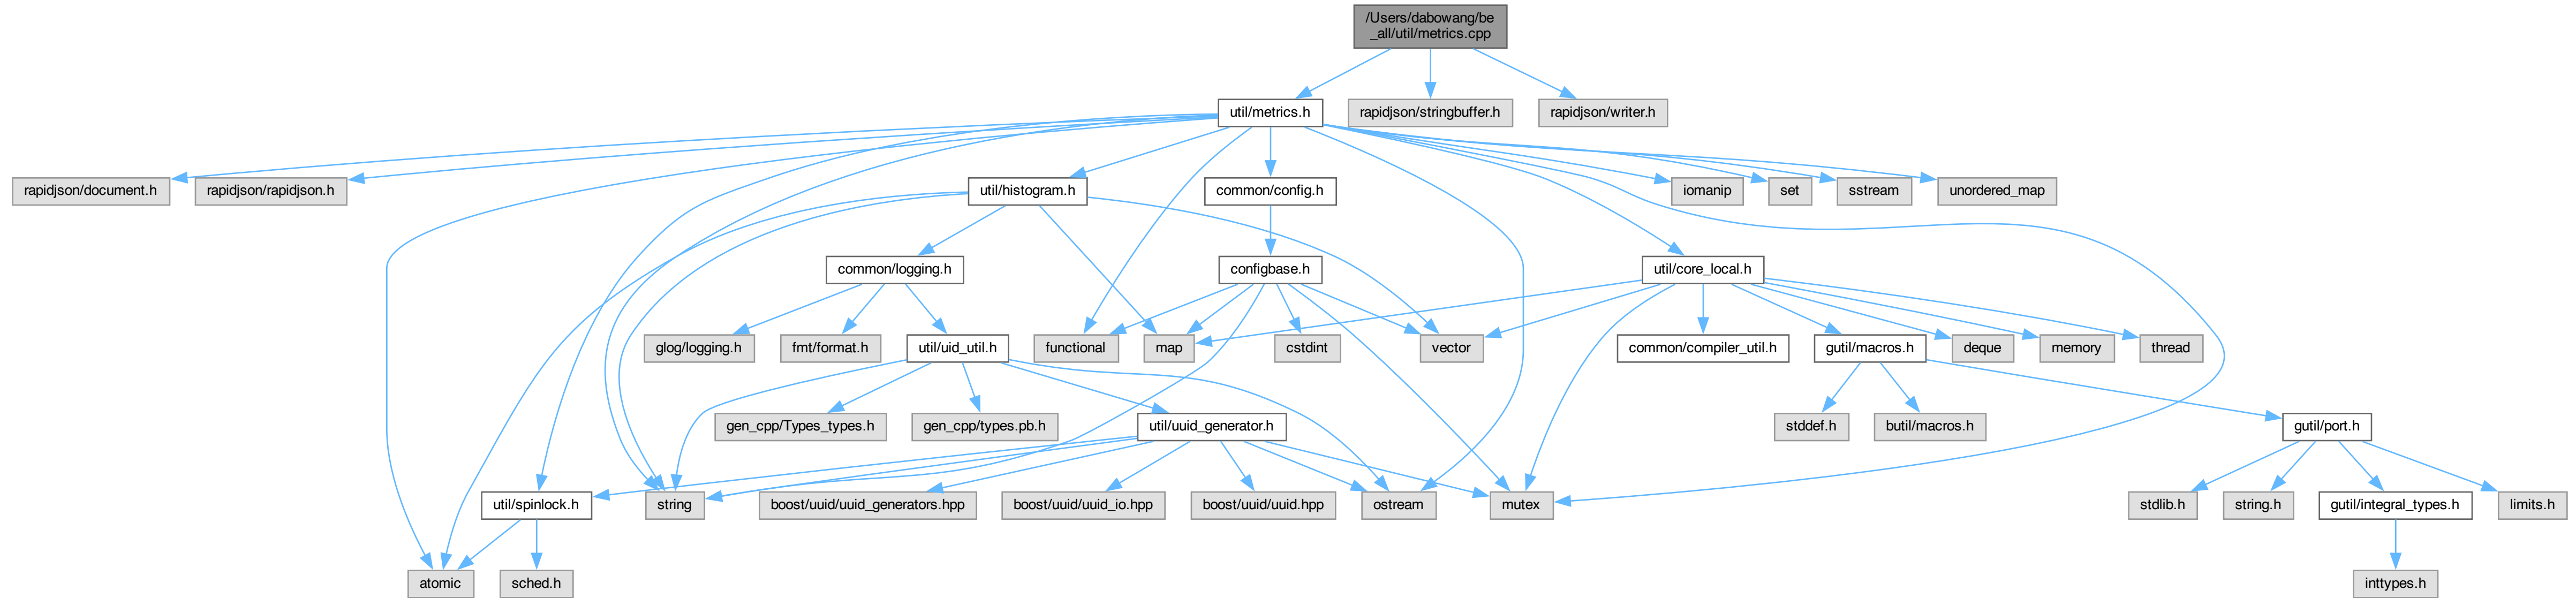 /Users/dabowang/be
_all/util/metrics.cpp
util/metrics.h
rapidjson/stringbuffer.h
rapidjson/writer.h
rapidjson/document.h
rapidjson/rapidjson.h
util/histogram.h
common/config.h
iomanip
set
sstream
unordered_map
common/logging.h
configbase.h
util/core_local.h
glog/logging.h
fmt/format.h
util/uid_util.h
functional
map
cstdint
vector
common/compiler_util.h
gutil/macros.h
deque
memory
thread
gen_cpp/Types_types.h
gen_cpp/types.pb.h
util/uuid_generator.h
stddef.h
butil/macros.h
gutil/port.h
util/spinlock.h
string
boost/uuid/uuid_generators.hpp
boost/uuid/uuid_io.hpp
boost/uuid/uuid.hpp
ostream
mutex
stdlib.h
string.h
gutil/integral_types.h
limits.h
atomic
sched.h
inttypes.h